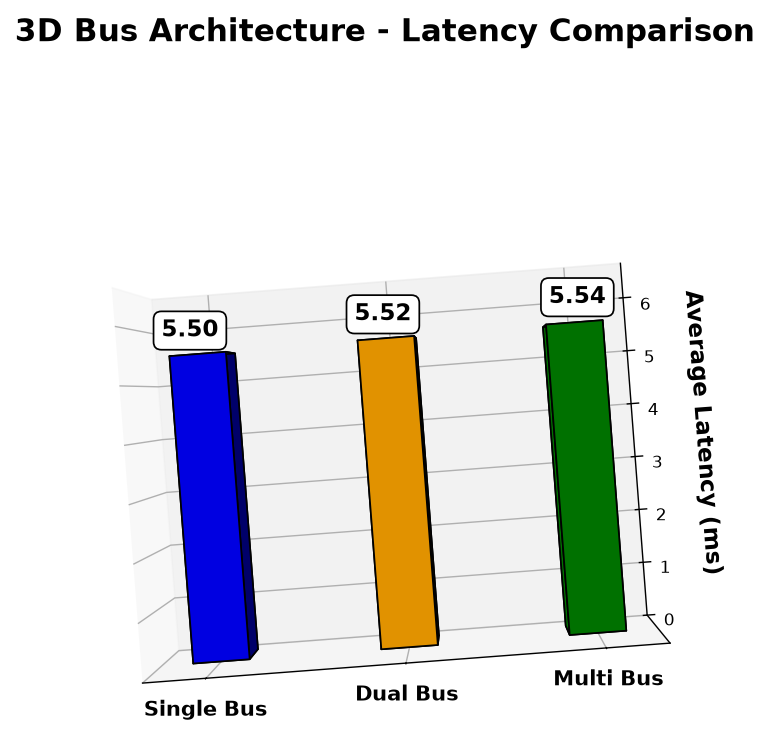 3D Bus Architecture - Latency Comparison
5.50
5.52
5.54
6
5
4
3
2
1
0
Average Latency (ms)
Single Bus
Dual Bus
Multi Bus